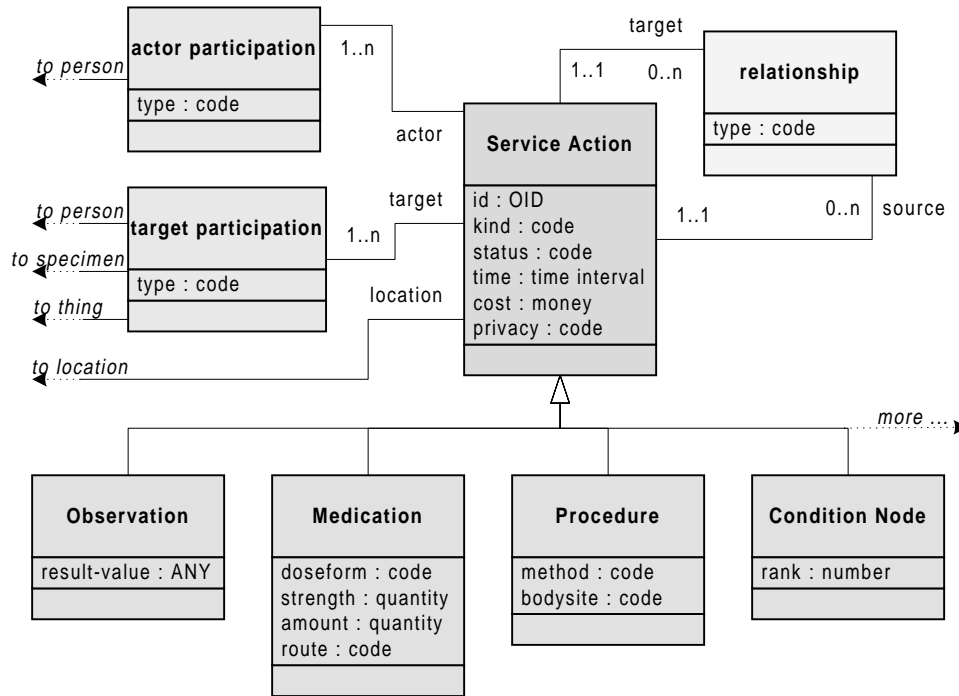 target
actor participation
1..n
to person
type : code
1..1
0..n
relationship
type : code
actor
Service Action
id : OID
kind : code
status : code
time : time interval
cost : money
privacy : code
1..1
0..n
source
to person
target participation
target
1..n
to specimen
type : code
to thing
location
to location
more ...
Observation
result-value : ANY
Medication
doseform : code
strength : quantity
amount : quantity
route : code
Procedure
method : code
bodysite : code
Condition Node
rank : number